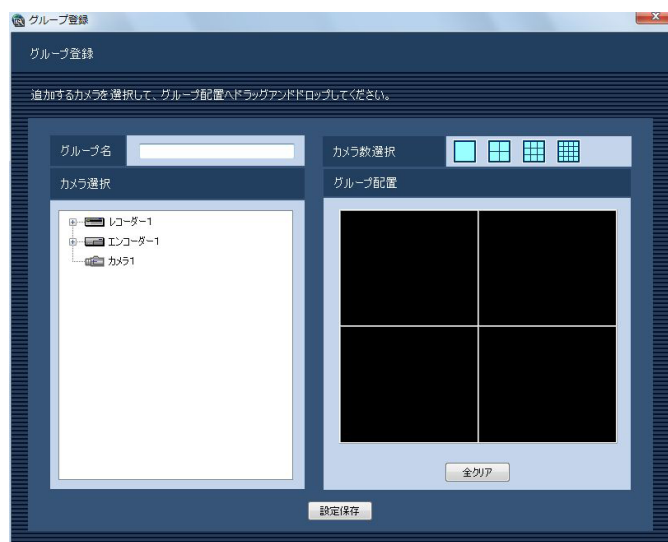 グループ登録
グループ登録
追加するカメラを選択して、グループ配置へドラッグアンドドロップしてください。
グループ名
カメラ選択
レコーダー1
エンコーダー1
カメラ1
カメラ数選択
グループ配置
全クリア
設定保存